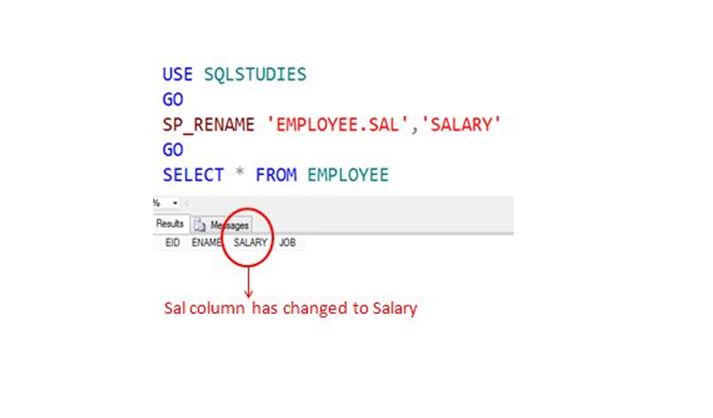 USE SQLSTUDIES
GO
SP_RENAME 'EMPLOYEE.SAL','SALARY'
GO
SELECT * FROM EMPLOYEE
%
Results Messages
EID ENAME SALARY JOB
Sal column has changed to Salary